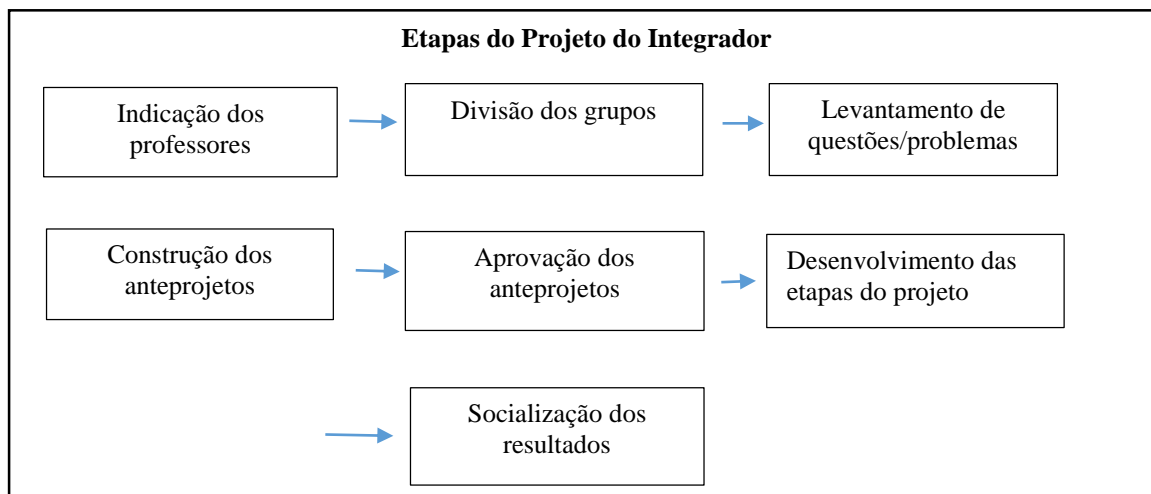 Etapas do Projeto do Integrador
Indicação dos
professores
Divisão dos grupos
Levantamento de
questões/problemas
Construção dos
anteprojetos
Aprovação dos
anteprojetos
Desenvolvimento das
etapas do projeto
Socialização dos
resultados